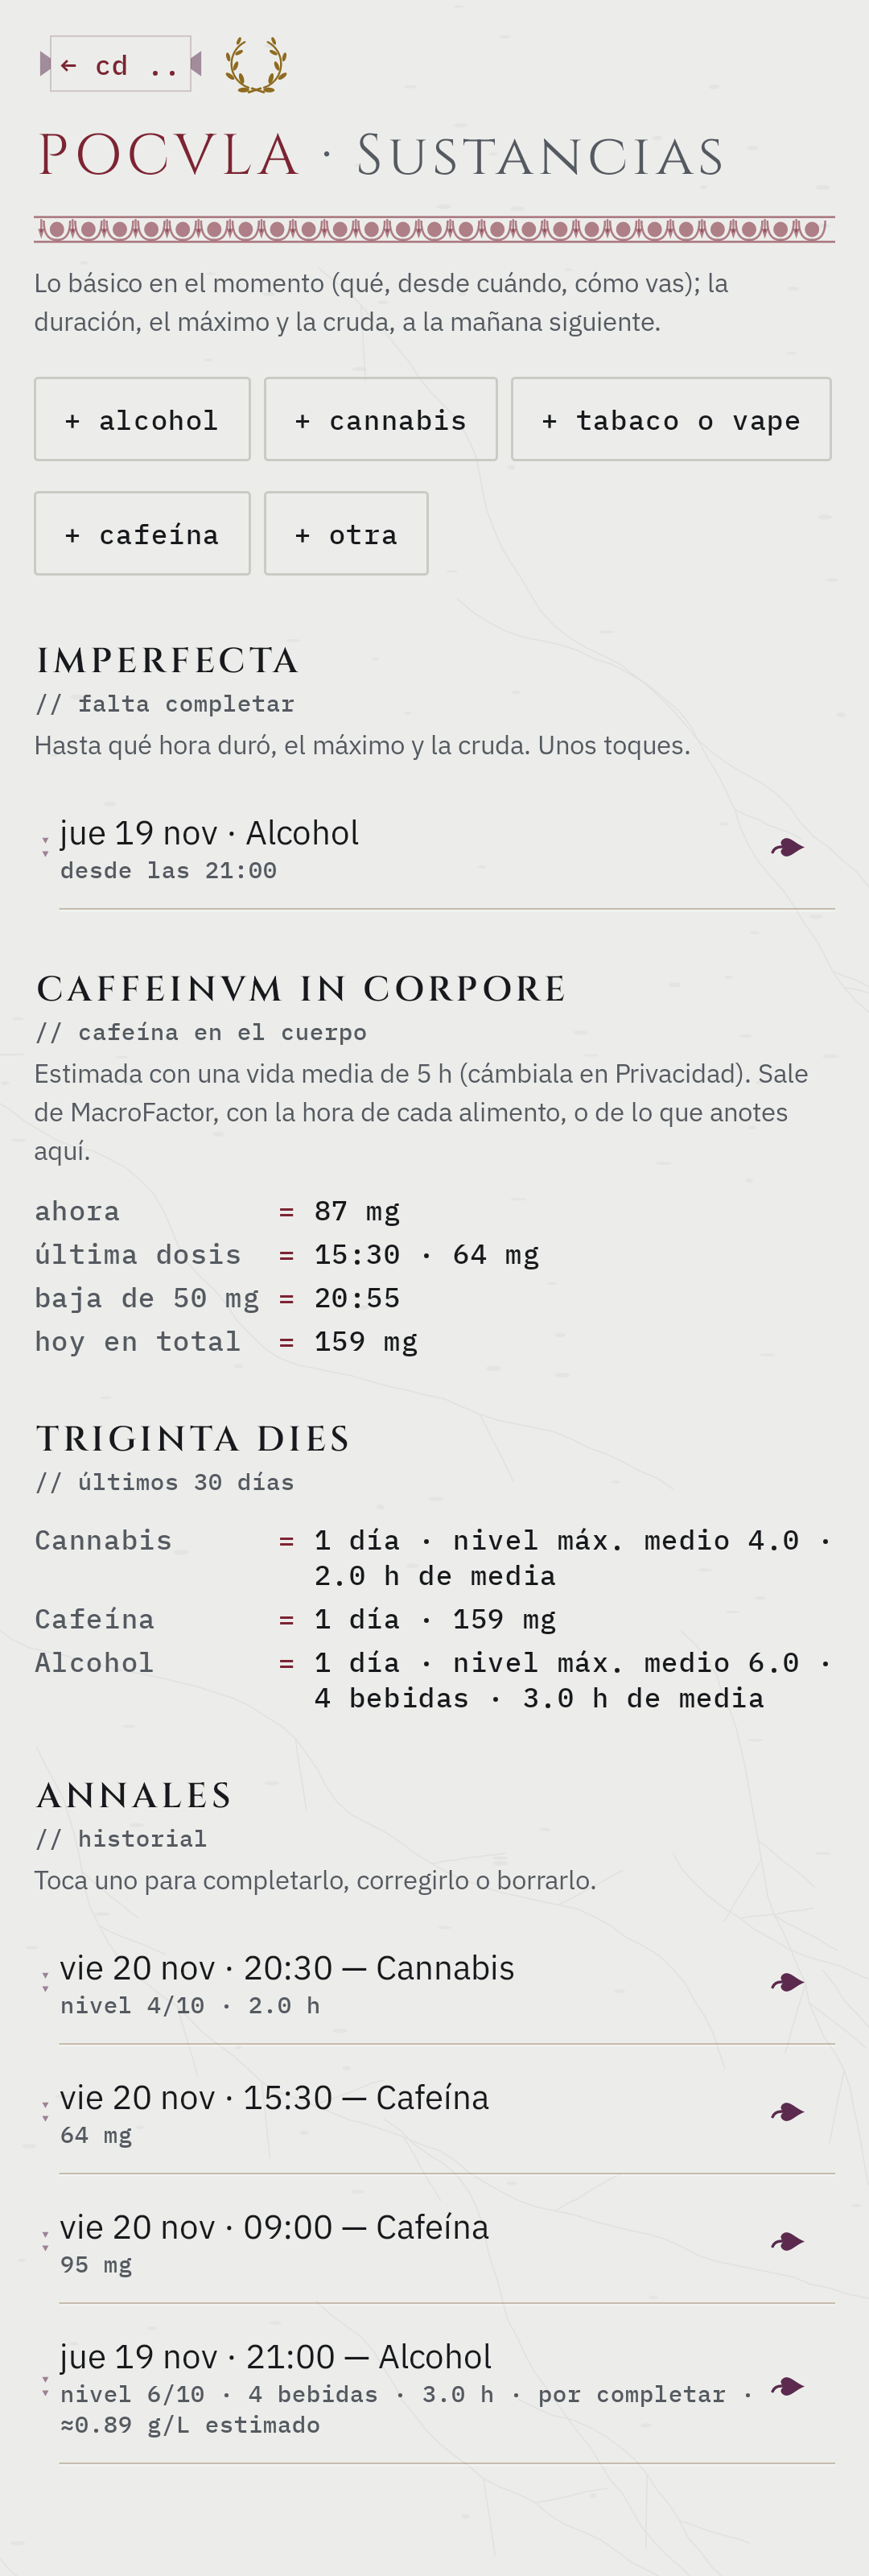 ← cd ..
POCVLA · Sustancias
Lo básico en el momento (qué, desde cuándo, cómo vas); la
duración, el máximo y la cruda, a la mañana siguiente.
+ alcohol
+ cannabis
+ tabaco o vape
+ cafeína
+ otra
IMPERFECTA
// falta completar
Hasta qué hora duró, el máximo y la cruda. Unos toques.
jue 19 nov · Alcohol
desde las 21:00
CAFFEINVM IN CORPORE
// cafeína en el cuerpo
Estimada con una vida media de 5 h (cámbiala en Privacidad). Sale
de MacroFactor, con la hora de cada alimento, o de lo que anotes
aquí.
ahora = 87 mg
última dosis = 15:30 · 64 mg
baja de 50 mg = 20:55
hoy en total = 159 mg
TRIGINTA DIES
// últimos 30 días
Cannabis = 1 día · nivel máx. medio 4.0 ·
2.0 h de media
Cafeína = 1 día · 159 mg
Alcohol = 1 día · nivel máx. medio 6.0 ·
4 bebidas · 3.0 h de media
ANNALES
// historial
Toca uno para completarlo, corregirlo o borrarlo.
vie 20 nov · 20:30 — Cannabis
nivel 4/10 · 2.0 h
vie 20 nov · 15:30 — Cafeína
64 mg
vie 20 nov · 09:00 — Cafeína
95 mg
jue 19 nov · 21:00 — Alcohol
nivel 6/10 · 4 bebidas · 3.0 h · por completar ·
≈0.89 g/L estimado